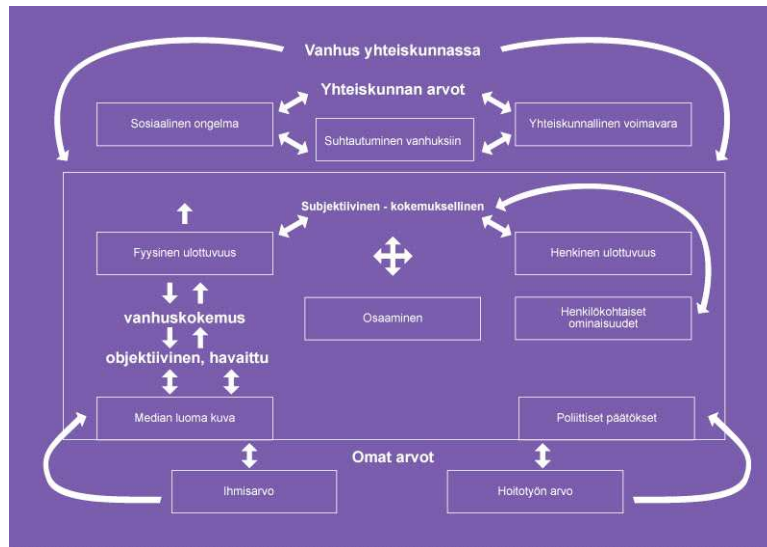 Vanhus yhteiskunnassa
Yhteiskunnan arvot
Sosiaalinen ongelma
Suhtautuminen vanhuksiin
Yhteiskunnallinen voimavara
Subjektiivinen - kokemuksellinen
Fyysinen ulottuvuus
Henkinen ulottuvuus
vanhuskokemus
Osaaminen
Henkilökohtaiset
ominaisuudet
objektiivinen, havaittu
Median luoma kuva
Poliittiset päätökset
Omat arvot
Ihmisarvo
Hoitotyön arvo